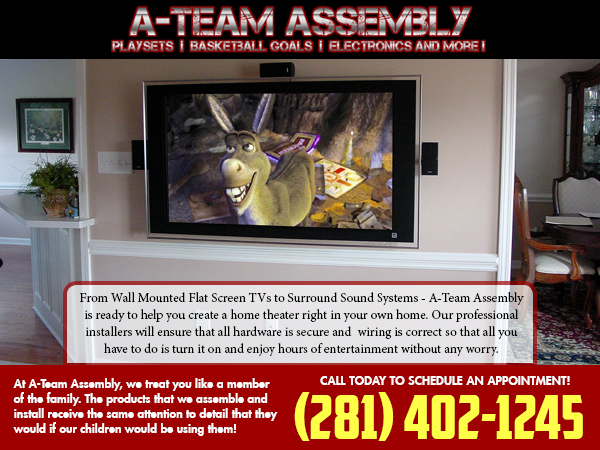 A-TEAM ASSEMBLY
PLAYSETS | BASKETBALL GOALS | ELECTRONICS AND MORE!
From Wall Mounted Flat Screen TVs to Surround Sound Systems - A-Team Assembly
is ready to help you create a home theater right in your own home. Our professional
installers will ensure that all hardware is secure and wiring is correct so that all you
have to do is turn it on and enjoy hours of entertainment without any worry.
At A-Team Assembly, we treat you like a member
of the family. The products that we assemble and
install receive the same attention to detail that they
would if our children would be using them!
CALL TODAY TO SCHEDULE AN APPOINTMENT!
(281) 402-1245